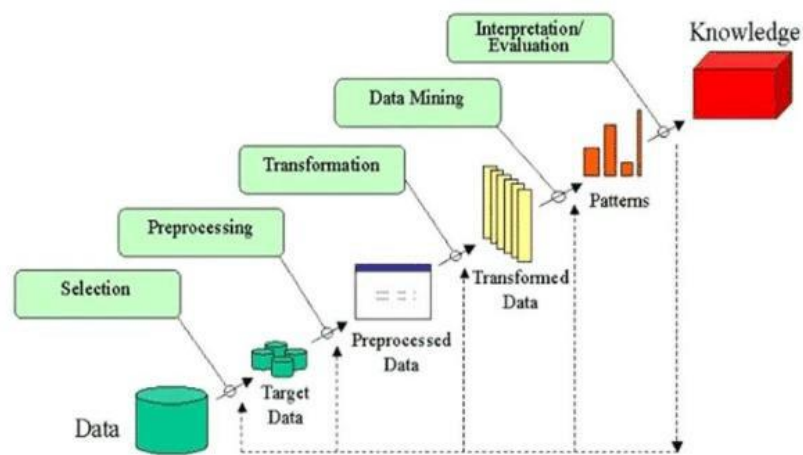 Interpretation/
Evaluation
Knowledge
Data Mining
Transformation
Patterns
Preprocessing
Transformed
Data
Selection
Preprocessed
Data
Target
Data
Data